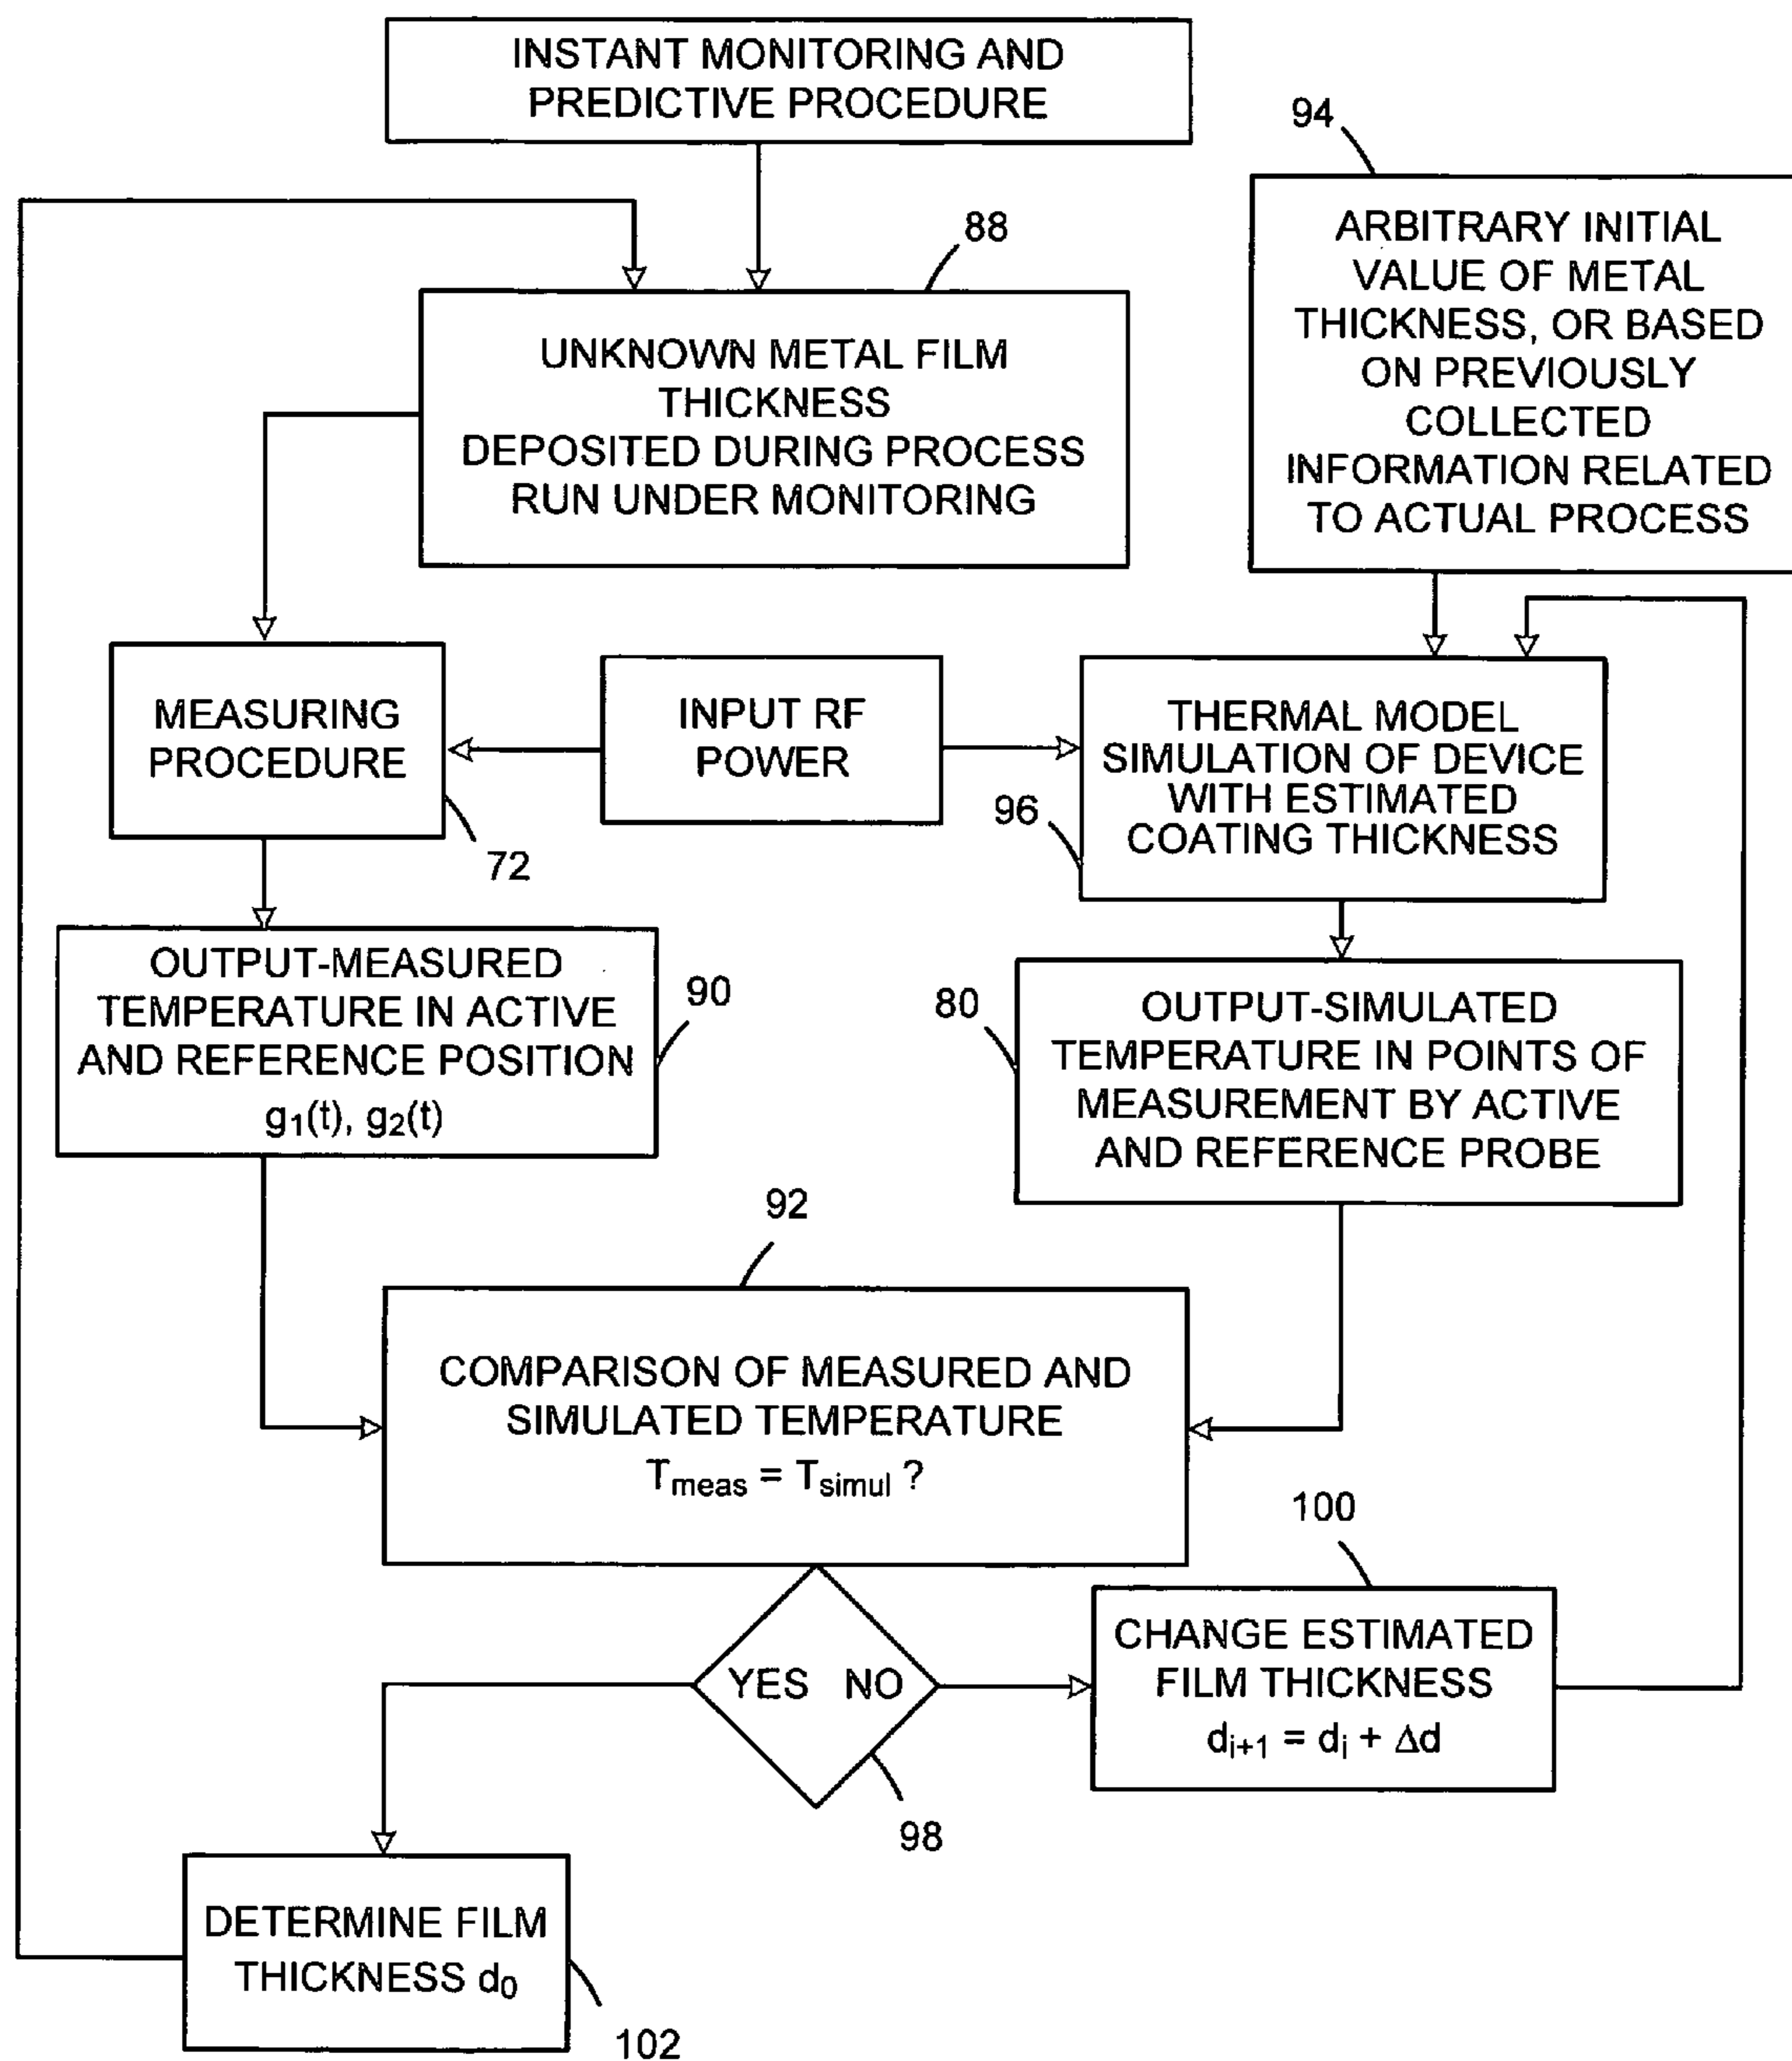 INSTANT MONITORING AND
PREDICTIVE PROCEDURE
94
ARBITRARY INITIAL
VALUE OF METAL
THICKNESS, OR BASED
ON PREVIOUSLY
COLLECTED
INFORMATION RELATED
TO ACTUAL PROCESS
88
UNKNOWN METAL FILM
THICKNESS
DEPOSITED DURING PROCESS
RUN UNDER MONITORING
MEASURING
PROCEDURE
72
INPUT RF
POWER
THERMAL MODEL
SIMULATION OF DEVICE
WITH ESTIMATED
COATING THICKNESS
96
OUTPUT-MEASURED
TEMPERATURE IN ACTIVE
AND REFERENCE POSITION
g₁(t), g₂(t)
90
80
OUTPUT-SIMULATED
TEMPERATURE IN POINTS OF
MEASUREMENT BY ACTIVE
AND REFERENCE PROBE
92
COMPARISON OF MEASURED AND
SIMULATED TEMPERATURE
Tmeas = Tsimul ?
100
YES NO
98
CHANGE ESTIMATED
FILM THICKNESS
dᵢ₊₁ = dᵢ + Δd
DETERMINE FILM
THICKNESS d₀
102